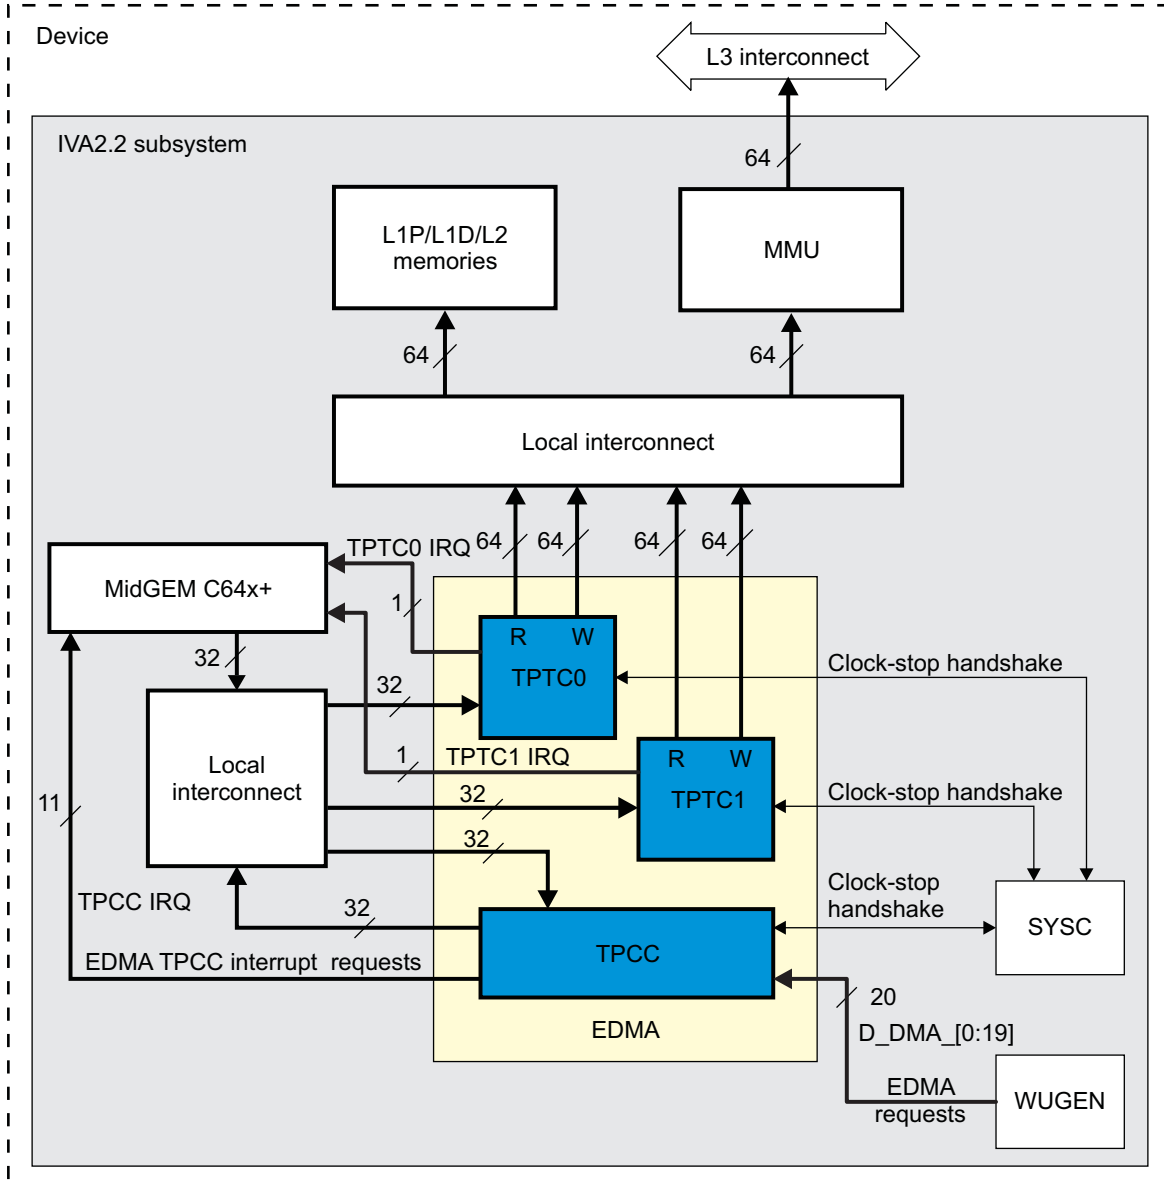 Device
L3 interconnect
IVA2.2 subsystem
64
L1P/L1D/L2
memories
MMU
64
64
Local interconnect
TPTC0 IRQ
64
64
64
64
MidGEM C64x+
1
R W
TPTC0
32
32
Clock-stop handshake
TPTC1 IRQ
1
R W
TPTC1
Local
interconnect
32
Clock-stop handshake
11
32
TPCC IRQ
32
Clock-stop
handshake
SYSC
TPCC
EDMA TPCC interrupt requests
20
D_DMA_[0:19]
EDMA
EDMA
requests
WUGEN